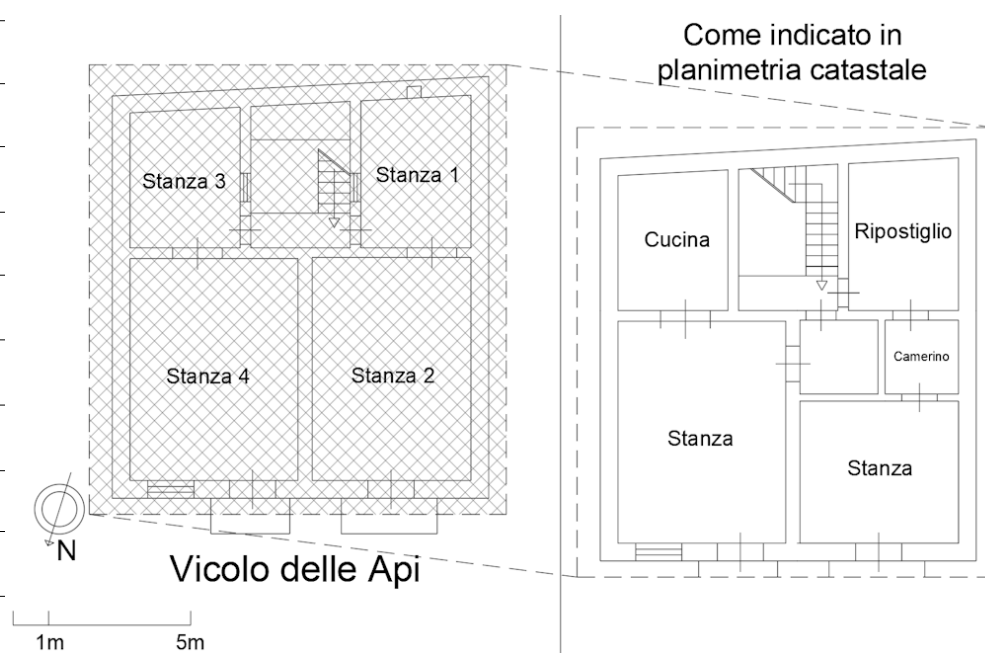 Come indicato in
planimetria catastale
Stanza 3
Stanza 1
Stanza 4
Stanza 2
Cucina
Ripostiglio
Camerino
Stanza
Stanza
N
Vicolo delle Api
1m
5m